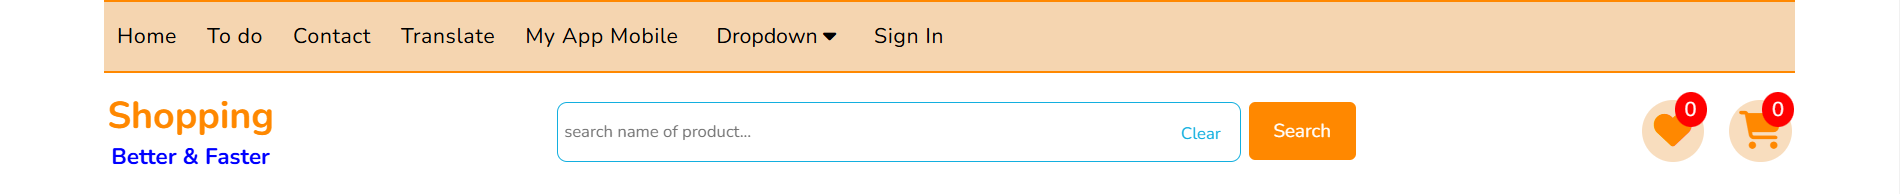 Home To do Contact Translate My App Mobile Dropdown Sign In
Shopping
Better & Faster
search name of product...
Clear
Search
0
0